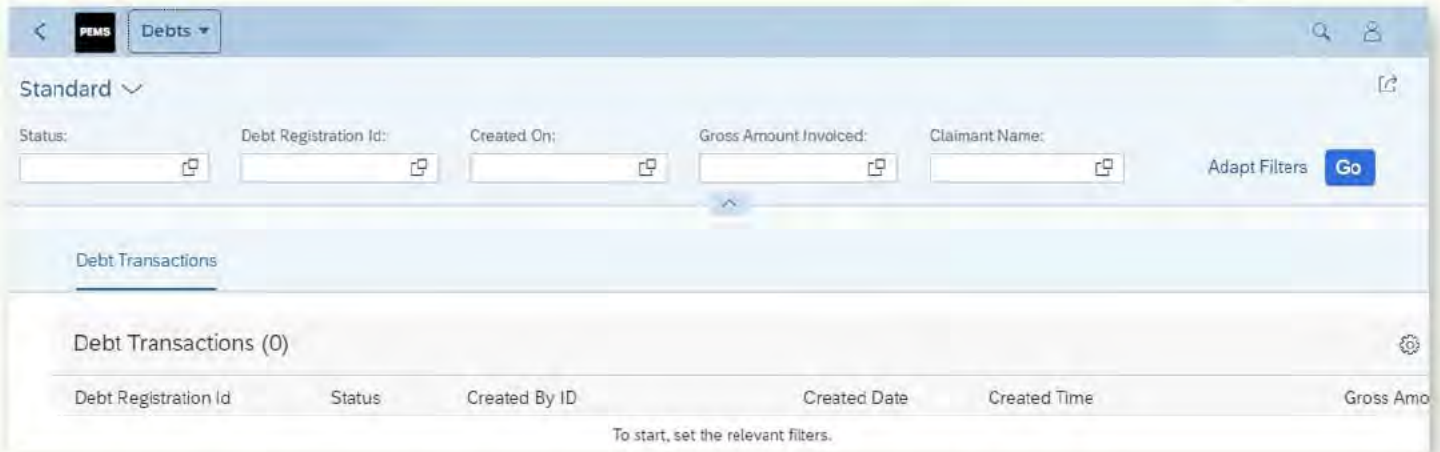 PEMS Debts
Standard
Status: Debt Registration Id: Created On: Gross Amount Invoiced: Claimant Name:
Adapt Filters Go
Debt Transactions
Debt Transactions (0)
Debt Registration Id Status Created By ID Created Date Created Time Gross Amo
To start, set the relevant filters.